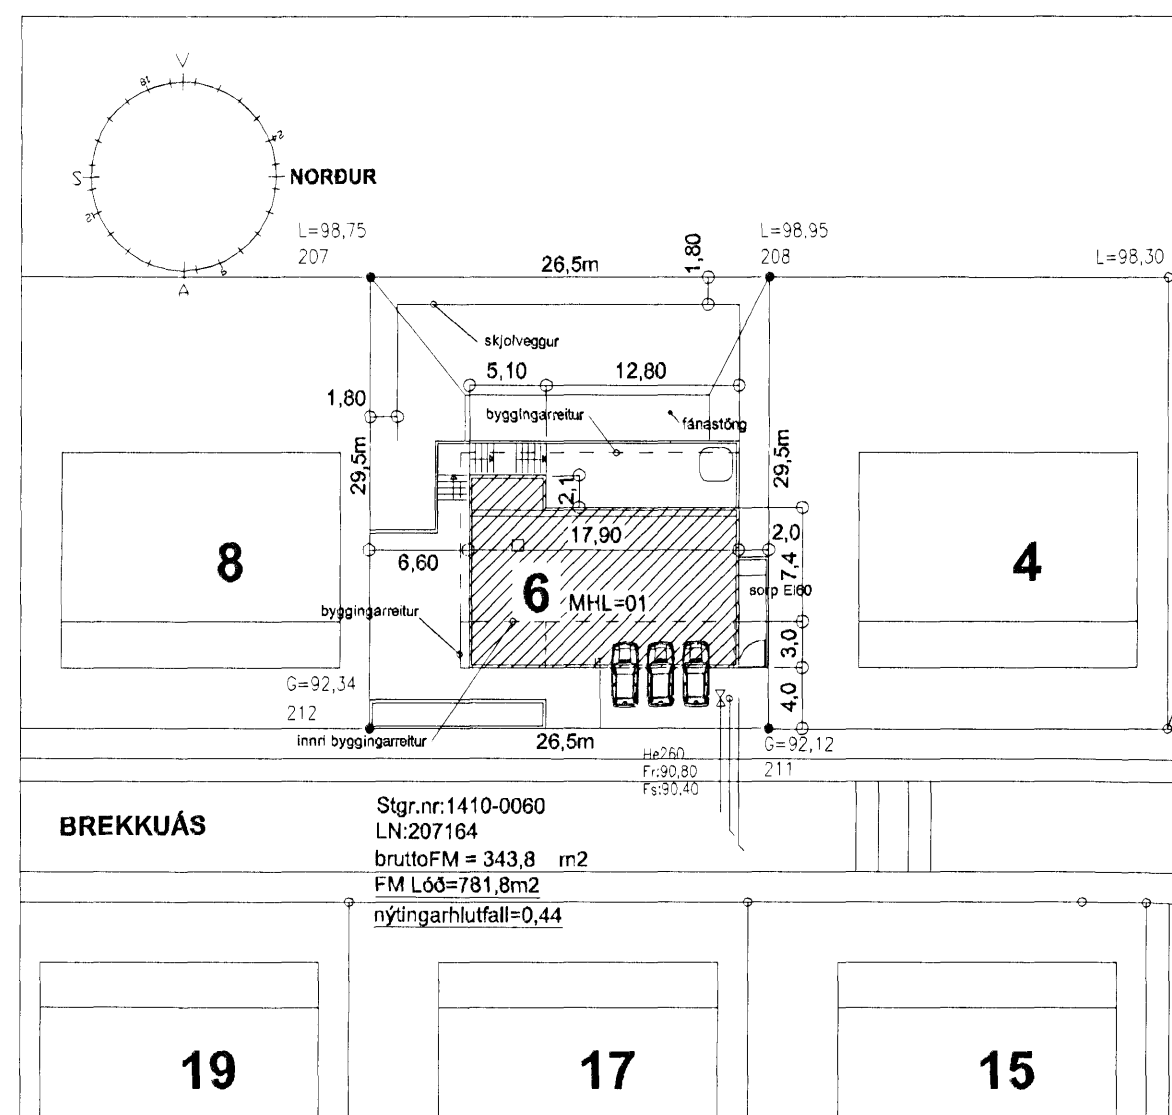 V
18
24
S
NORÐUR
12
6
A
L=98,75
207
26,5m
1,80
L=98,95
208
L=98,30
skjolveggur
5,10
12,80
1,80
byggingarreitur
fánastöng
29,5m
29,5m
2,1
17,90
2,0
6,60
7,4
8
6
MHL=01
sorp EI60
4
byggingarreitur
3,0
G=92,34
212
4,0
innri byggingarreitur
26,5m
G=92,12
211
He260
Fr:90,80
Fs:90,40
BREKKUÁS
Stgr.nr:1410-0060
LN:207164
bruttoFM = 343,8 m2
FM Lóð=781,8m2
nýtingarhlutfall=0,44
19
17
15